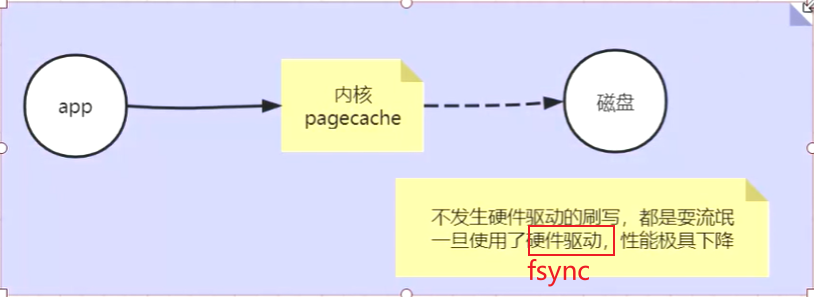 app
内核
pagecache
磁盘
不发生硬件驱动的刷写，都是耍流氓
一旦使用了硬件驱动，性能极具下降
fsync